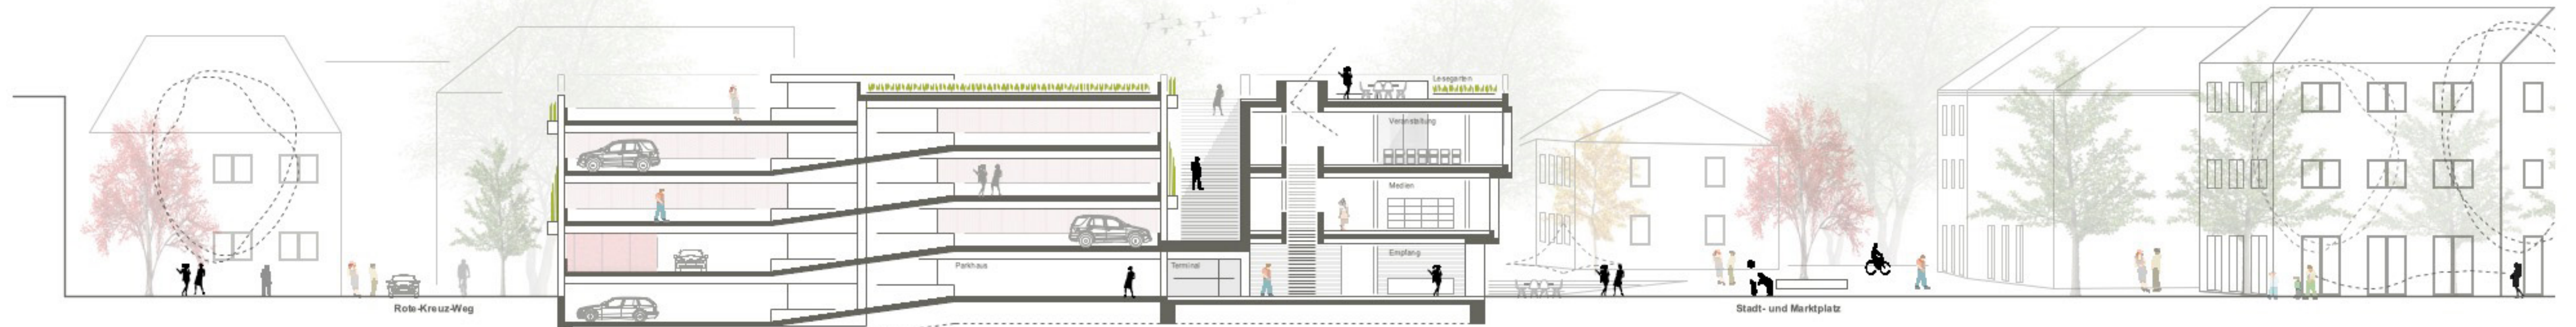 Lesegarten
Veranstaltung
Medien
Empfang
Parkhaus
Terminal
Rote-Kreuz-Weg
Stadt- und Marktplatz